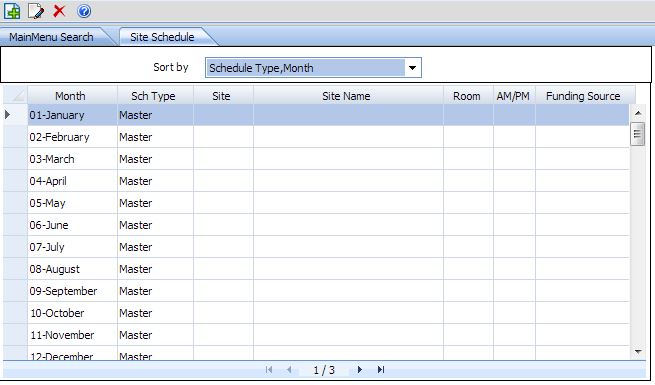 MainMenu Search Site Schedule
Sort by Schedule Type,Month
Month Sch Type Site Site Name Room AM/PM Funding Source
01-January Master
02-February Master
03-March Master
04-April Master
05-May Master
06-June Master
07-July Master
08-August Master
09-September Master
10-October Master
11-November Master
12-December Master
1 / 3